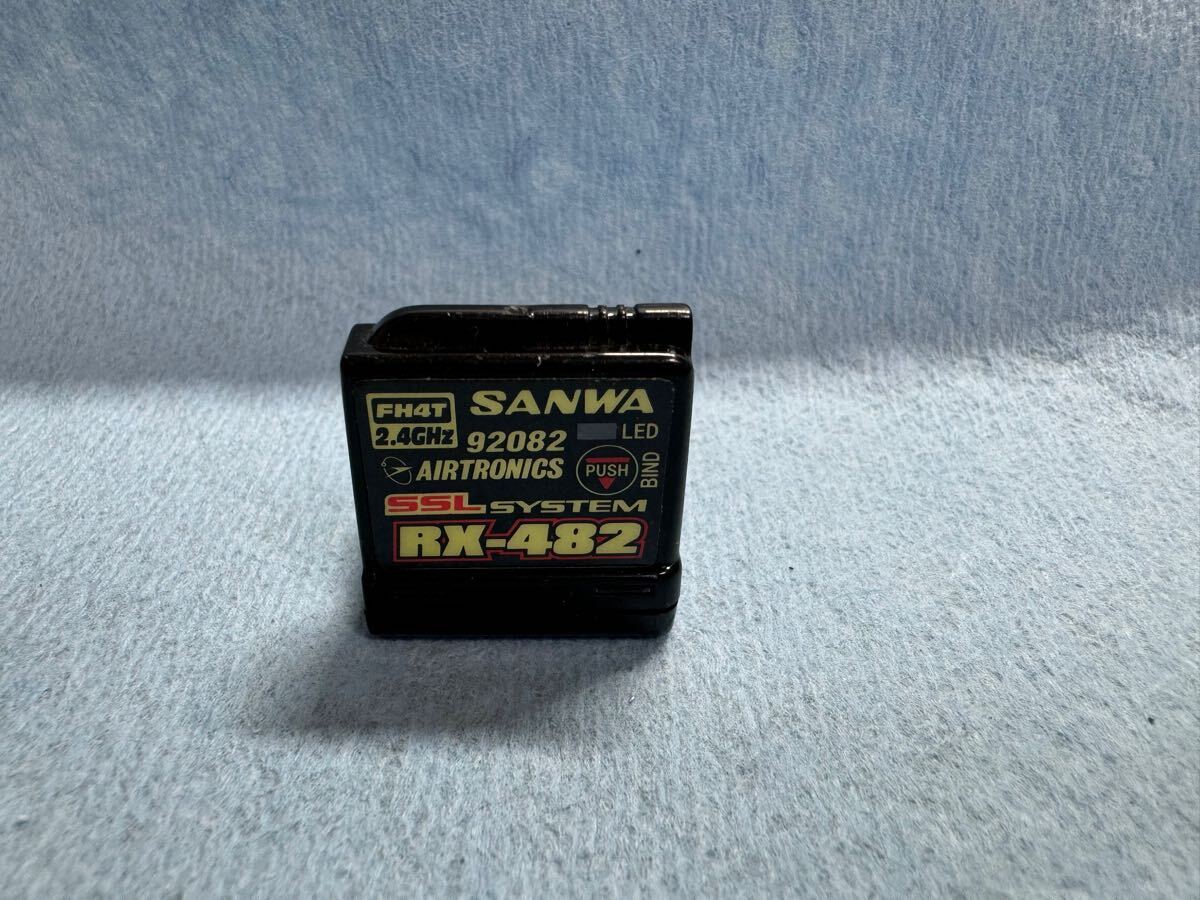 FH4T
2.4GHz
SANWA
92082
LED
AIRTRONICS
PUSH
BIND
SSL SYSTEM
RX-482